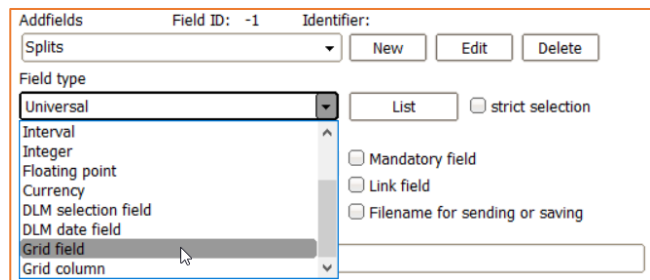 Addfields Field ID: -1 Identifier:
Splits New Edit Delete
Field type
Universal List strict selection
Interval
Integer
Floating point
Currency
DLM selection field
DLM date field
Grid field
Grid column
Mandatory field
Link field
Filename for sending or saving